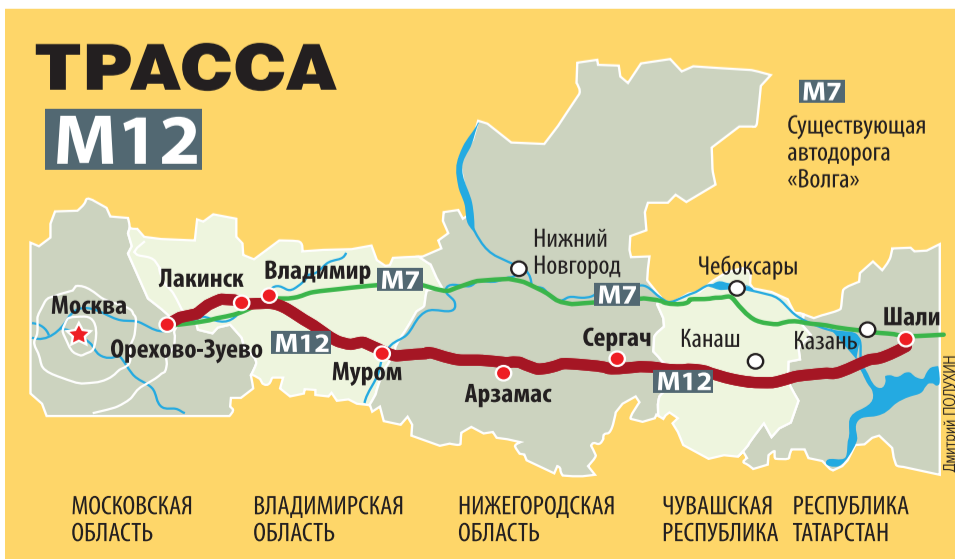 ТРАССА
М12
М7
Существующая
автодорога
«Волга»
Нижний
Новгород
Чебоксары
Владимир
Лакинск
М7
М7
Москва
Шали
Орехово-Зуево
М12
Сергач
Канаш
Казань
Муром
Арзамас
М12
Дмитрий ПОЛУХИН
МОСКОВСКАЯ
ОБЛАСТЬ
ВЛАДИМИРСКАЯ
ОБЛАСТЬ
НИЖЕГОРОДСКАЯ
ОБЛАСТЬ
ЧУВАШСКАЯ
РЕСПУБЛИКА
РЕСПУБЛИКА
ТАТАРСТАН